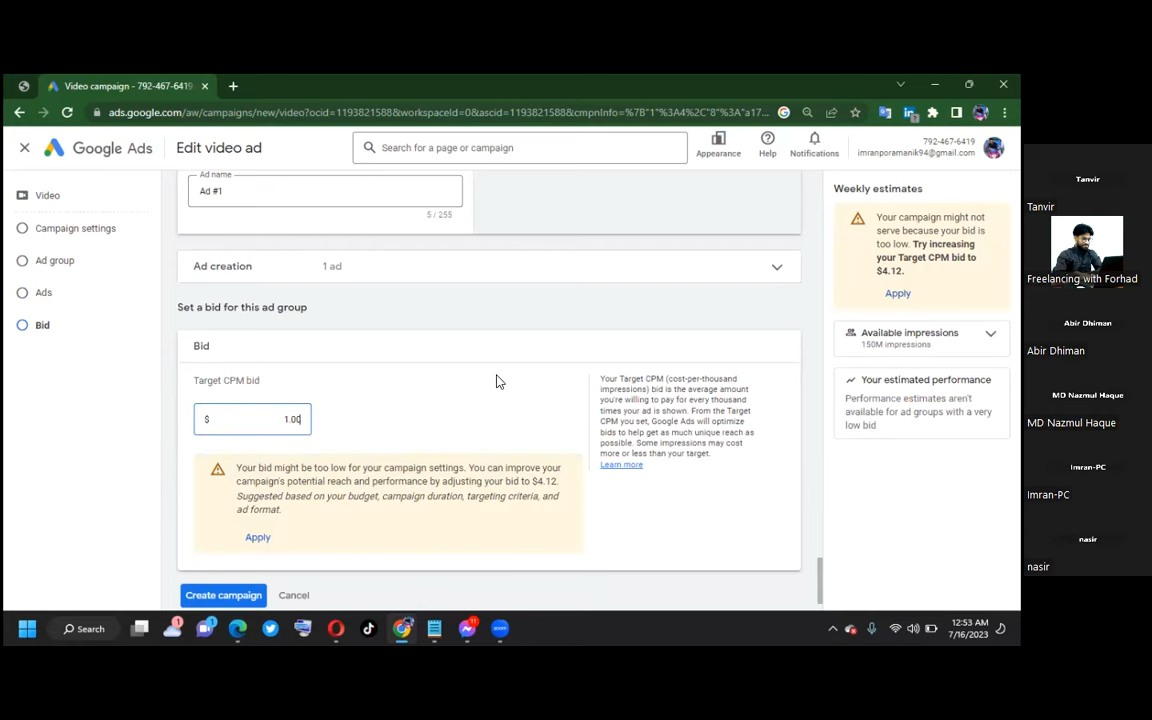 Video campaign - 792-467-6419
ads.google.com/aw/campaigns/new/video?ocid=1193821588&workspaceId=0&ascid=1193821588&cmpnInfo=%7B"1"%3A4%2C"8"%3A"a17...
Google Ads
Edit video ad
Search for a page or campaign
Appearance
Help
Notifications
792-467-6419
imranporamanik94@gmail.com
Video
Campaign settings
Ad group
Ads
Bid
Ad name
Ad #1
5 / 255
Ad creation
1 ad
Set a bid for this ad group
Bid
Target CPM bid
$ 1.00
Your bid might be too low for your campaign settings. You can improve your
campaign's potential reach and performance by adjusting your bid to $4.12.
Suggested based on your budget, campaign duration, targeting criteria, and
ad format.
Apply
Your Target CPM (cost-per-thousand
impressions) bid is the average amount
you're willing to pay for every thousand
times your ad is shown. From the Target
CPM you set, Google Ads will optimize
bids to help get as much unique reach as
possible. Some impressions may cost
more or less than your target.
Learn more
Create campaign
Cancel
Weekly estimates
Your campaign might not
serve because your bid is
too low. Try increasing
your Target CPM bid to
$4.12.
Apply
Available impressions
150M impressions
Your estimated performance
Performance estimates aren't
available for ad groups with a very
low bid
Tanvir
Tanvir
Freelancing with Forhad
Abir Dhiman
Abir Dhiman
MD Nazmul Haque
MD Nazmul Haque
Imran-PC
Imran-PC
nasir
nasir
Search
1
1
11
12:53 AM
7/16/2023